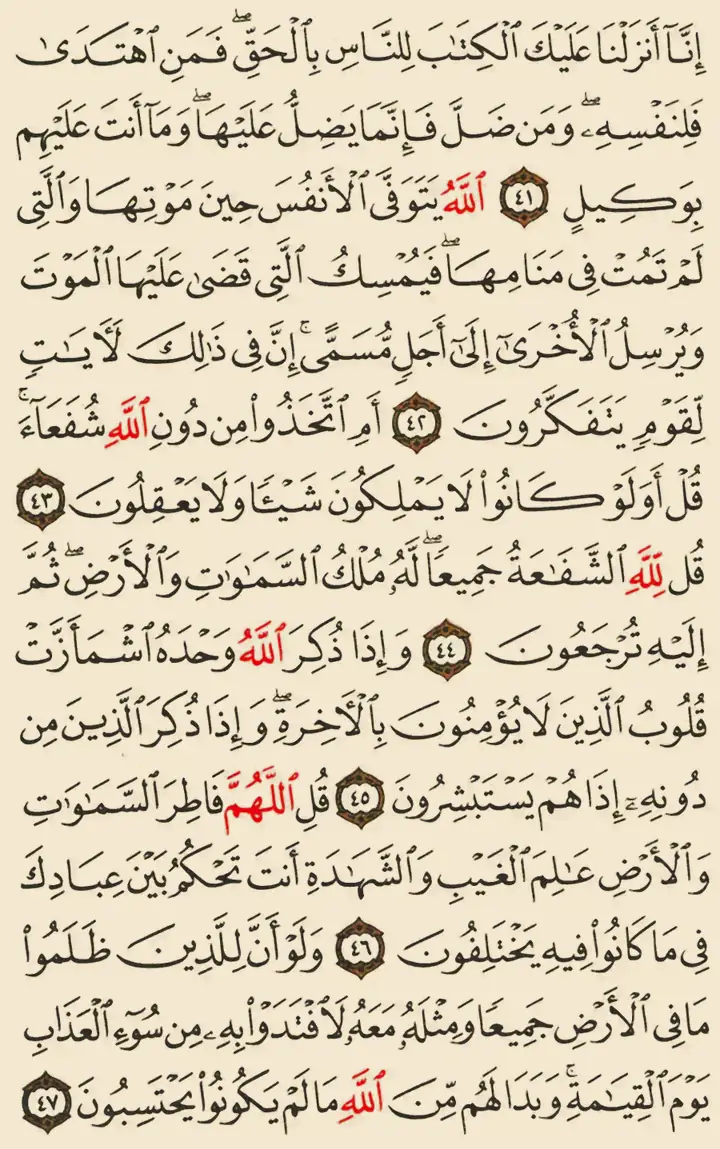 إِنَّآ أَنزَلْنَا عَلَيْكَ ٱلْكِتَٰبَ لِلنَّاسِ بِٱلْحَقِّۖ فَمَنِ ٱهْتَدَىٰ
فَلِنَفْسِهِۦۖ وَمَن ضَلَّ فَإِنَّمَا يَضِلُّ عَلَيْهَاۖ وَمَآ أَنتَ عَلَيْهِم
بِوَكِيلٍ ٤١ ٱللَّهُ يَتَوَفَّى ٱلْأَنفُسَ حِينَ مَوْتِهَا وَٱلَّتِى
لَمْ تَمُتْ فِى مَنَامِهَاۖ فَيُمْسِكُ ٱلَّتِى قَضَىٰ عَلَيْهَا ٱلْمَوْتَ
وَيُرْسِلُ ٱلْأُخْرَىٰٓ إِلَىٰٓ أَجَلٍ مُّسَمًّىۚ إِنَّ فِى ذَٰلِكَ لَءَايَٰتٍ
لِّقَوْمٍ يَتَفَكَّرُونَ ٤٢ أَمِ ٱتَّخَذُوا۟ مِن دُونِ ٱللَّهِ شُفَعَآءَۚ
قُلْ أَوَلَوْ كَانُوا۟ لَا يَمْلِكُونَ شَيْـًٔا وَلَا يَعْقِلُونَ ٤٣
قُل لِّلَّهِ ٱلشَّفَٰعَةُ جَمِيعًاۖ لَّهُۥ مُلْكُ ٱلسَّمَٰوَٰتِ وَٱلْأَرْضِۖ ثُمَّ
إِلَيْهِ تُرْجَعُونَ ٤٤ وَإِذَا ذُكِرَ ٱللَّهُ وَحْدَهُ ٱشْمَأَزَّتْ
قُلُوبُ ٱلَّذِينَ لَا يُؤْمِنُونَ بِٱلْءَاخِرَةِۖ وَإِذَا ذُكِرَ ٱلَّذِينَ مِن
دُونِهِۦٓ إِذَا هُمْ يَسْتَبْشِرُونَ ٤٥ قُلِ ٱللَّهُمَّ فَاطِرَ ٱلسَّمَٰوَٰتِ
وَٱلْأَرْضِ عَٰلِمَ ٱلْغَيْبِ وَٱلشَّهَٰدَةِ أَنتَ تَحْكُمُ بَيْنَ عِبَادِكَ
فِى مَا كَانُوا۟ فِيهِ يَخْتَلِفُونَ ٤٦ وَلَوْ أَنَّ لِلَّذِينَ ظَلَمُوا۟
مَا فِى ٱلْأَرْضِ جَمِيعًا وَمِثْلَهُۥ مَعَهُۥ لَٱفْتَدَوْا۟ بِهِۦ مِن سُوٓءِ ٱلْعَذَابِ
يَوْمَ ٱلْقِيَٰمَةِۚ وَبَدَا لَهُم مِّنَ ٱللَّهِ مَا لَمْ يَكُونُوا۟ يَحْتَسِبُونَ ٤٧